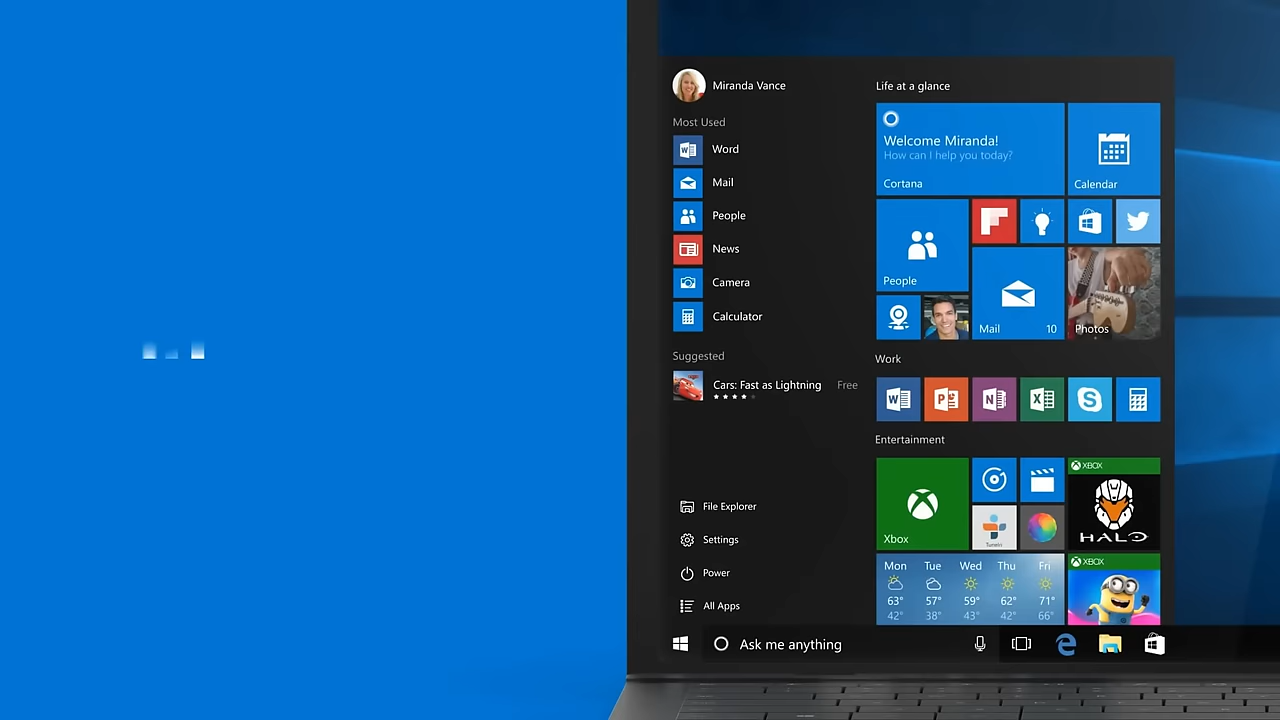 Miranda Vance
Most Used
Word
Mail
People
News
Camera
Calculator
Suggested
Cars: Fast as Lightning Free
File Explorer
Settings
Power
All Apps
Life at a glance
Welcome Miranda!
How can I help you today?
Cortana
Calendar
People
Mail 10
Photos
Work
Entertainment
Xbox
TuneIn
XBOX
HALO
Mon Tue Wed Thu Fri
63° 57° 59° 62° 71°
42° 38° 43° 42° 66°
XBOX
Ask me anything